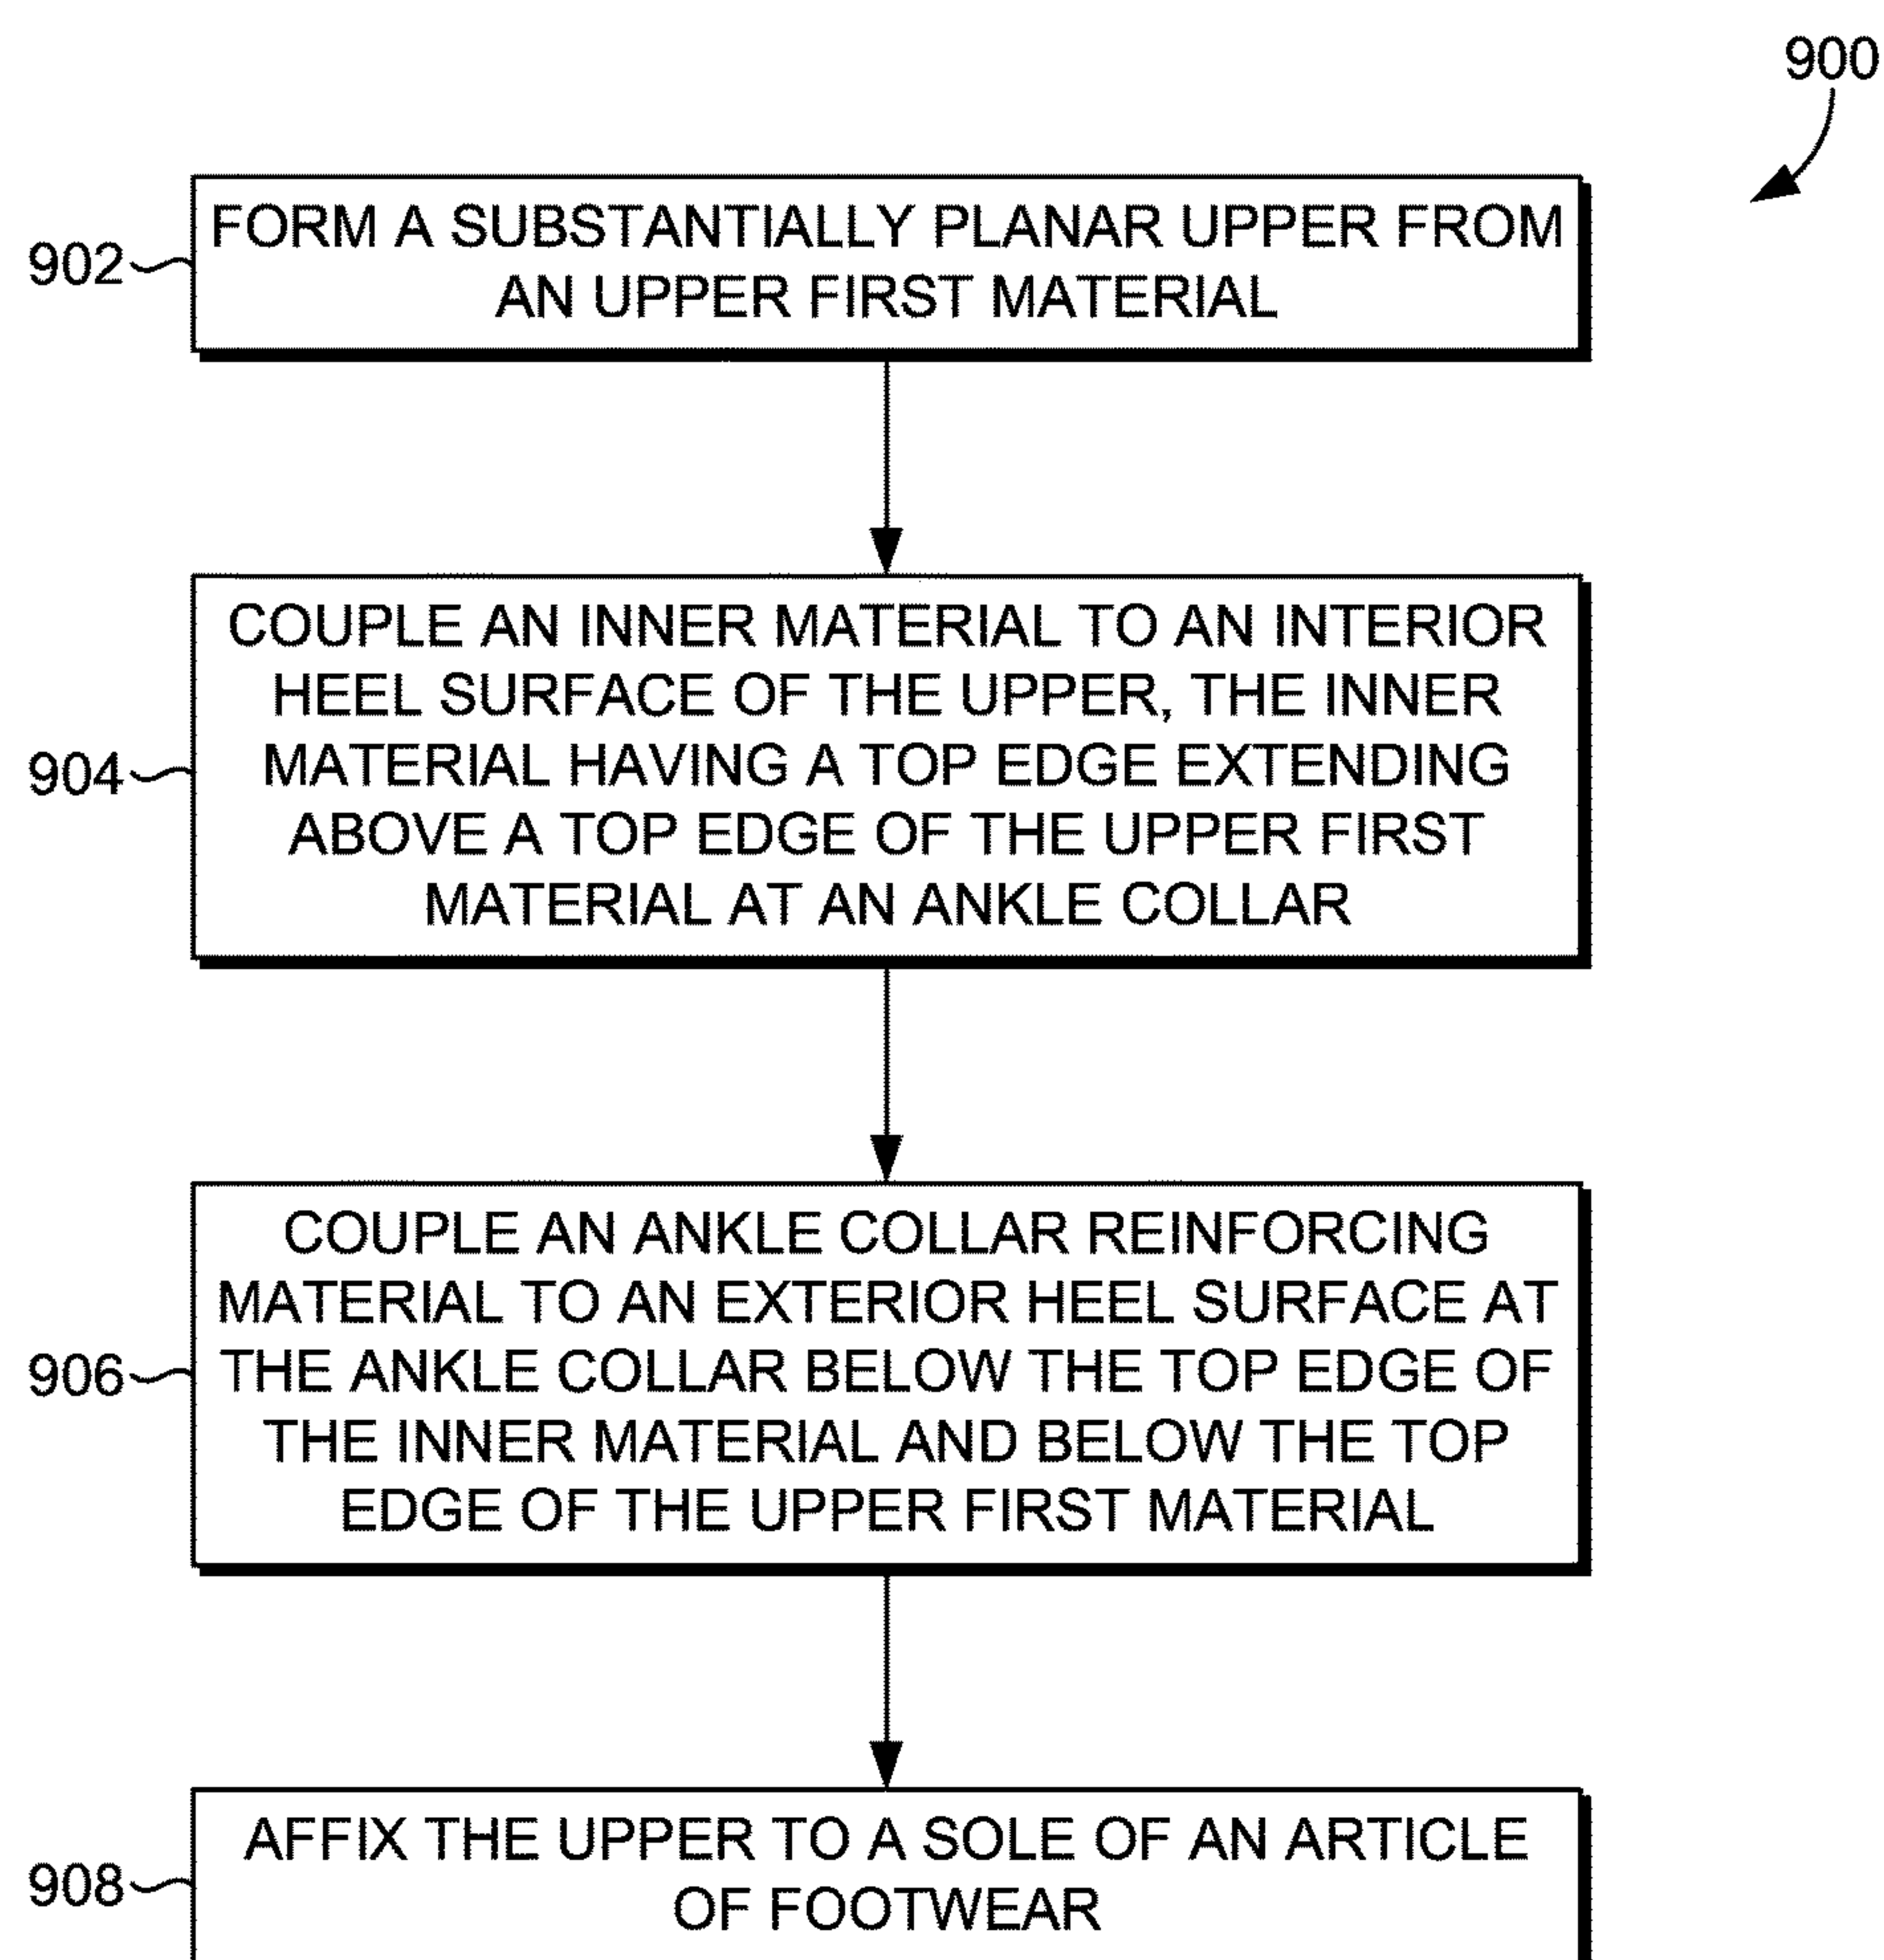 900
902
FORM A SUBSTANTIALLY PLANAR UPPER FROM
AN UPPER FIRST MATERIAL
904
COUPLE AN INNER MATERIAL TO AN INTERIOR
HEEL SURFACE OF THE UPPER, THE INNER
MATERIAL HAVING A TOP EDGE EXTENDING
ABOVE A TOP EDGE OF THE UPPER FIRST
MATERIAL AT AN ANKLE COLLAR
906
COUPLE AN ANKLE COLLAR REINFORCING
MATERIAL TO AN EXTERIOR HEEL SURFACE AT
THE ANKLE COLLAR BELOW THE TOP EDGE OF
THE INNER MATERIAL AND BELOW THE TOP
EDGE OF THE UPPER FIRST MATERIAL
908
AFFIX THE UPPER TO A SOLE OF AN ARTICLE
OF FOOTWEAR